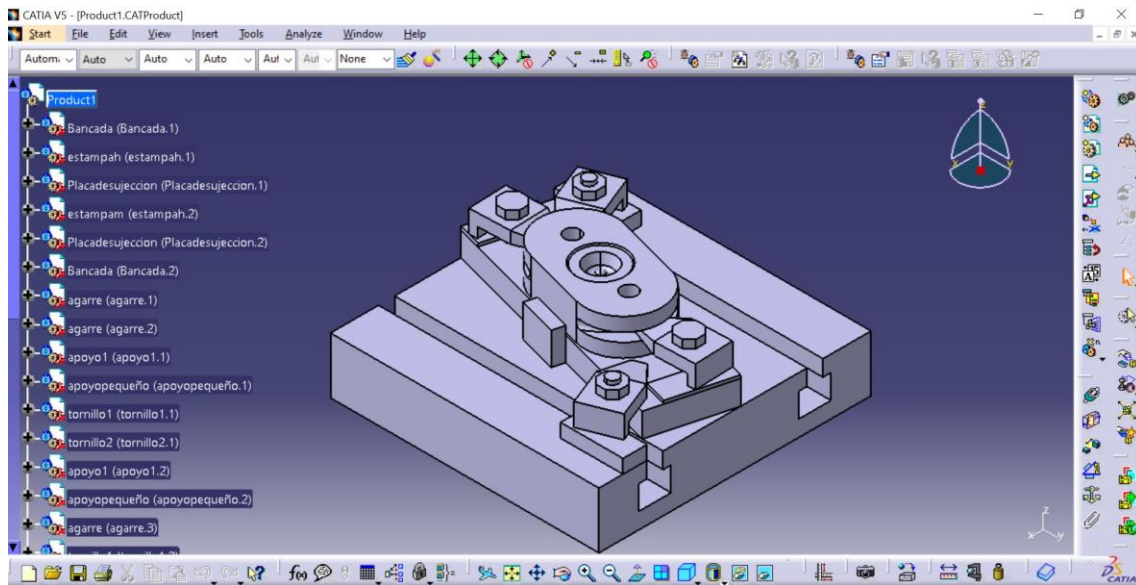 CATIA V5 - [Product1.CATProduct]
Start File Edit View Insert Tools Analyze Window Help
Autom: Auto Auto Auto Aut Aut None
Product1
Bancada (Bancada.1)
estampah (estampah.1)
Placadesujeccion (Placadesujeccion.1)
estampam (estampah.2)
Placadesujeccion (Placadesujeccion.2)
Bancada (Bancada.2)
agarre (agarre.1)
agarre (agarre.2)
apoyo1 (apoyo1.1)
apoyopequeño (apoyopequeño.1)
tornillo1 (tornillo1.1)
tornillo2 (tornillo2.1)
apoyo1 (apoyo1.2)
apoyopequeño (apoyopequeño.2)
agarre (agarre.3)
z
x y
f(x)
CATIA